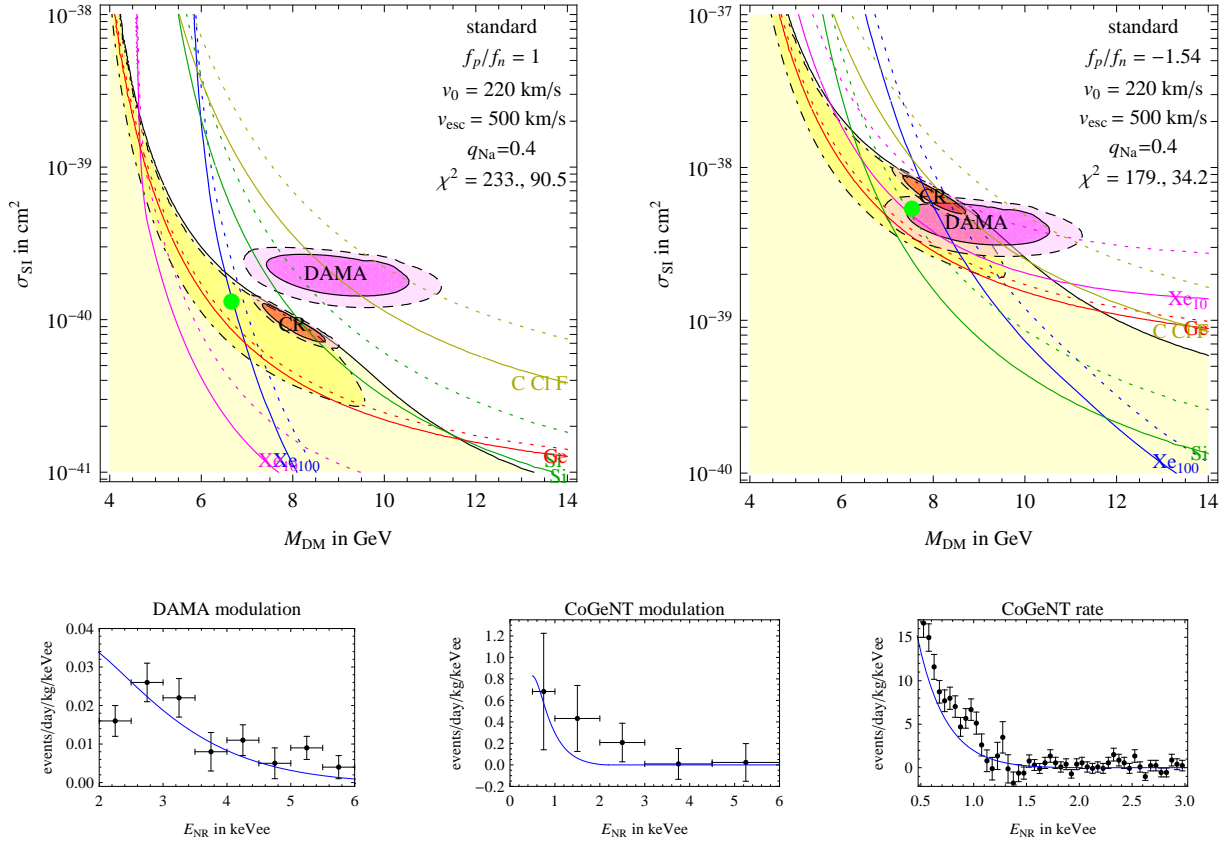 standard
f_p/f_n = 1
v_0 = 220 km/s
v_esc = 500 km/s
q_Na=0.4
χ^2 = 233., 90.5
10^-38
10^-39
10^-40
10^-41
σ_SI in cm^2
DAMA
CR
C Cl F
Ge
Si
Si
Xe_100
4 6 8 10 12 14
M_DM in GeV
standard
f_p/f_n = −1.54
v_0 = 220 km/s
v_esc = 500 km/s
q_Na=0.4
χ^2 = 179., 34.2
10^-37
10^-38
10^-39
10^-40
σ_SI in cm^2
CR
DAMA
Xe_10
Ge
C Cl F
Si
Xe_100
4 6 8 10 12 14
M_DM in GeV
DAMA modulation
events/day/kg/keVee
0.04
0.03
0.02
0.01
0.00
2 3 4 5 6
E_NR in keVee
CoGeNT modulation
events/day/kg/keVee
1.2
1.0
0.8
0.6
0.4
0.2
0.0
−0.2
0 1 2 3 4 5 6
E_NR in keVee
CoGeNT rate
events/day/kg/keVee
15
10
5
0
0.5 1.0 1.5 2.0 2.5 3.0
E_NR in keVee